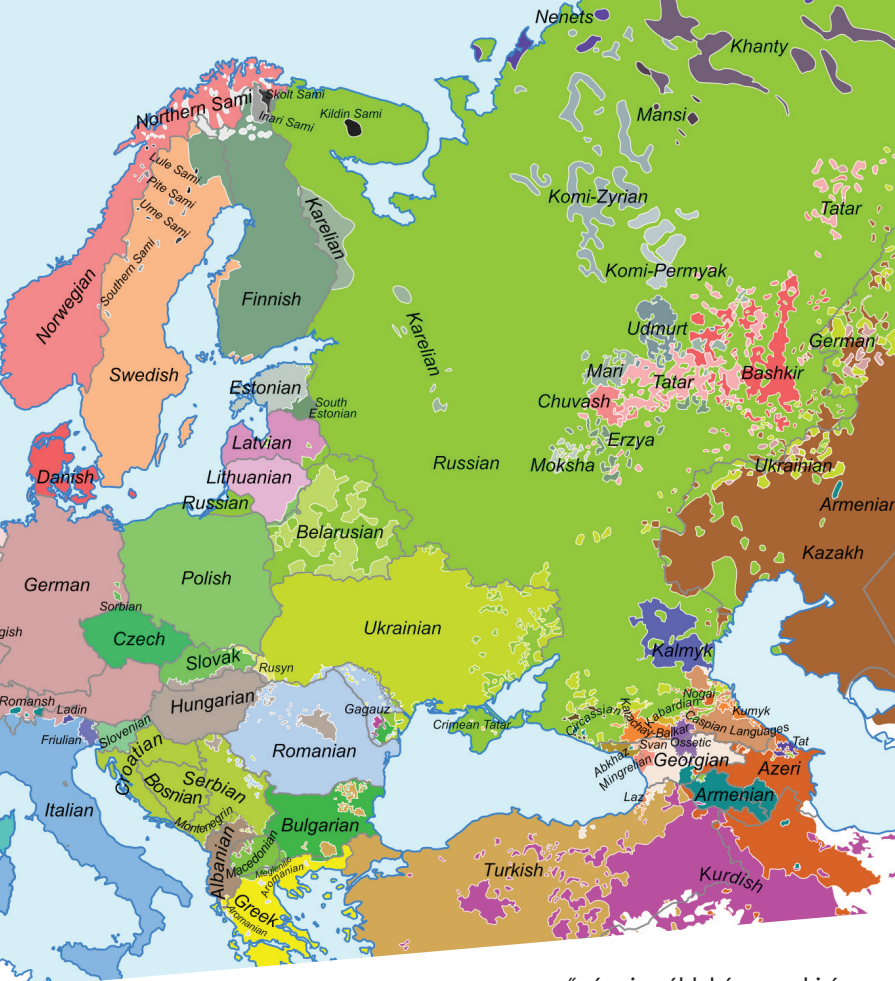 Nenets
Khanty
Skolt Sami
Northern Sami
Inari Sami
Kildin Sami
Mansi
Lule Sami
Pite Sami
Ume Sami
Southern Sami
Komi-Zyrian
Tatar
Karelian
Komi-Permyak
Norwegian
Finnish
Karelian
Udmurt
German
Swedish
Mari
Tatar
Bashkir
Estonian
Chuvash
South
Estonian
Latvian
Erzya
Russian
Moksha
Ukrainian
Danish
Lithuanian
Russian
Armenian
Belarusian
Kazakh
German
Polish
Sorbian
Ukrainian
gish
Czech
Slovak
Rusyn
Kalmyk
Romansh
Ladin
Hungarian
Gagauz
Nogai
Kumyk
Circassian
Karachay-Balkar
Kabardian
Caspian Languages
Crimean Tatar
Friulian
Slovenian
Croatian
Romanian
Abkhaz
Svan
Ossetic
Tat
Mingrelian
Georgian
Azeri
Laz
Armenian
Italian
Bosnian
Serbian
Montenegrin
Bulgarian
Albanian
Macedonian
Meglenitic
Aromanian
Turkish
Kurdish
Greek
Aromanian